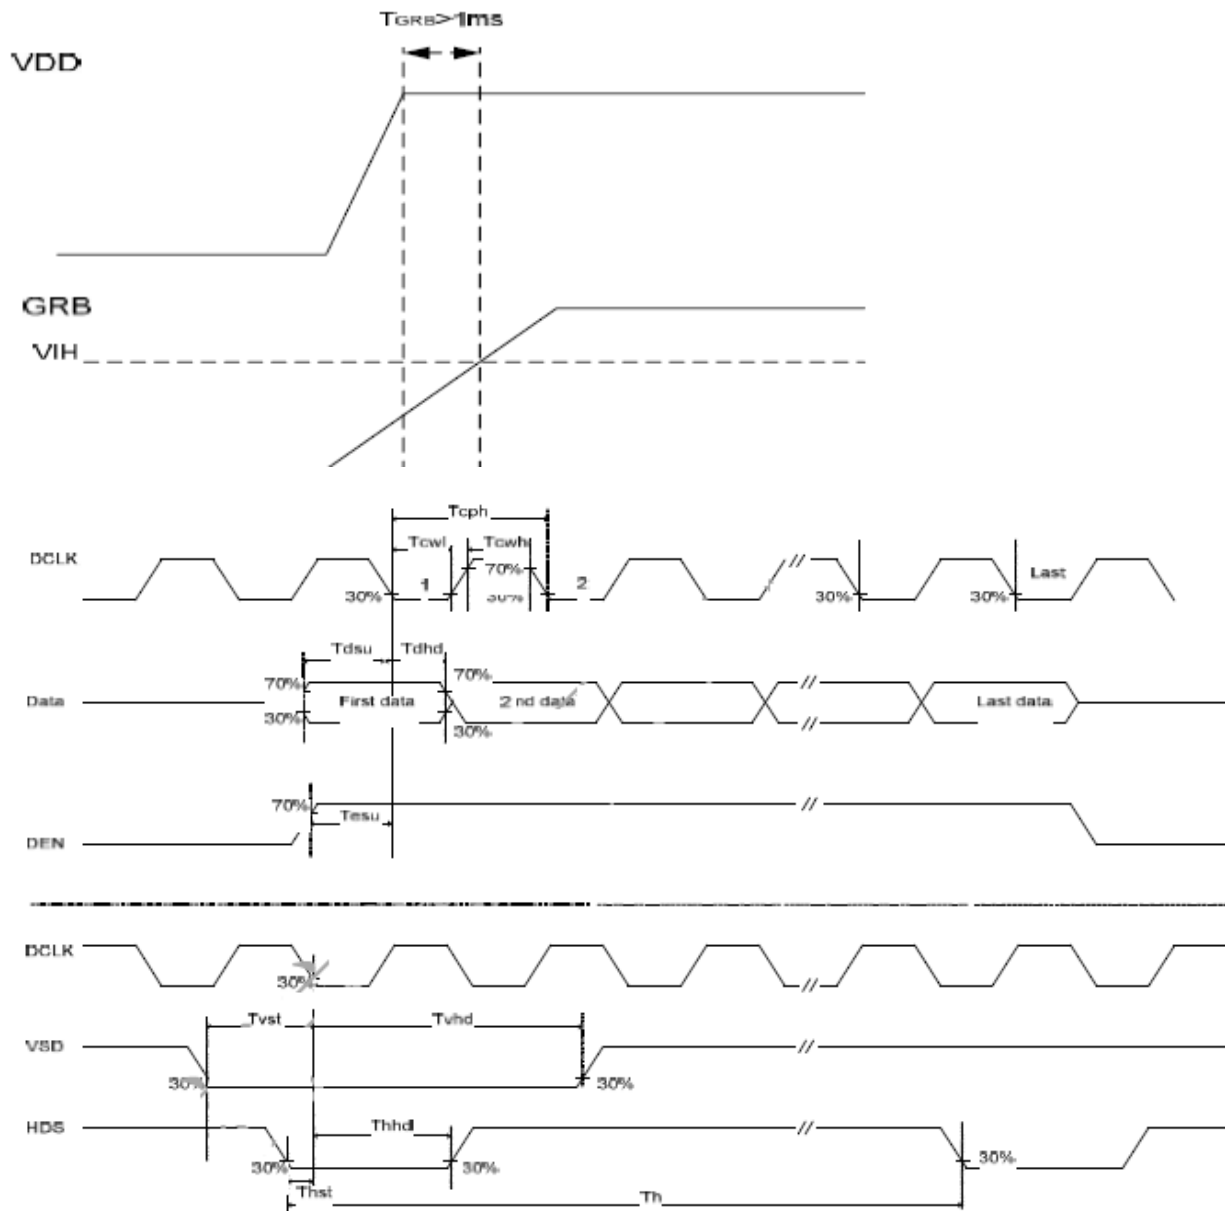 TGRB>1ms
VDD
GRB
VIH
Tcph
Tcwl Tcwh
DCLK
70%
1 2 Last
30% 30% 30% 30%
Tdsu Tdhd
70% 70%
Data First data 2 nd data Last data
30% 30%
70%
Tesu
DEN
DCLK
30%
Tvst Tvhd
VSD
30% 30%
HDS Thhd
30% 30% 30%
Thst Th